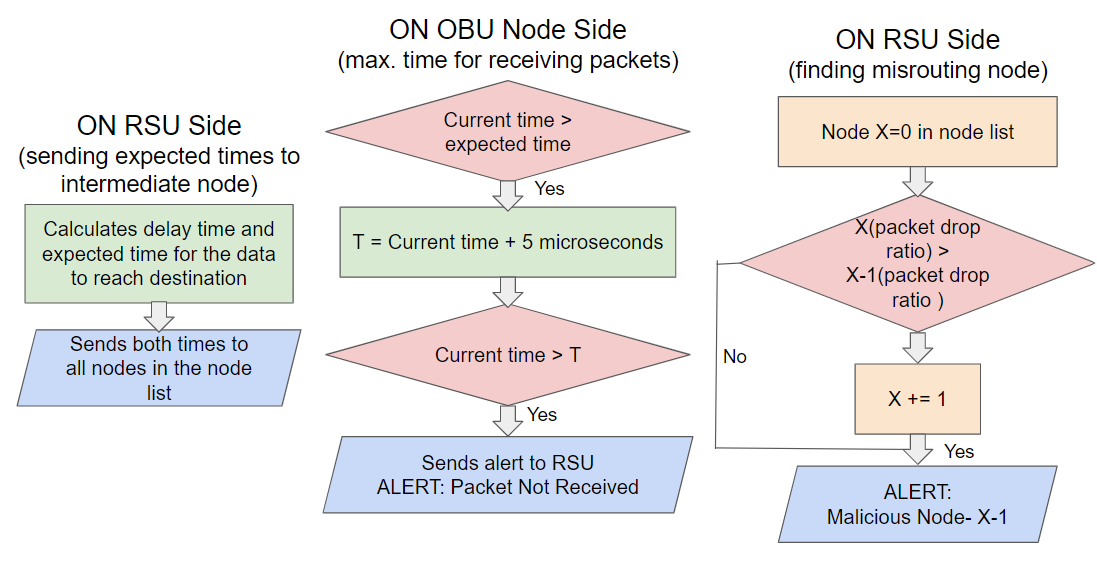 ON RSU Side
(sending expected times to
intermediate node)
Calculates delay time and
expected time for the data
to reach destination
Sends both times to
all nodes in the node
list
ON OBU Node Side
(max. time for receiving packets)
Current time >
expected time
Yes
T = Current time + 5 microseconds
Current time > T
Yes
Sends alert to RSU
ALERT: Packet Not Received
ON RSU Side
(finding misrouting node)
Node X=0 in node list
X(packet drop
ratio) >
X-1(packet drop
ratio )
No
X += 1
Yes
ALERT:
Malicious Node- X-1